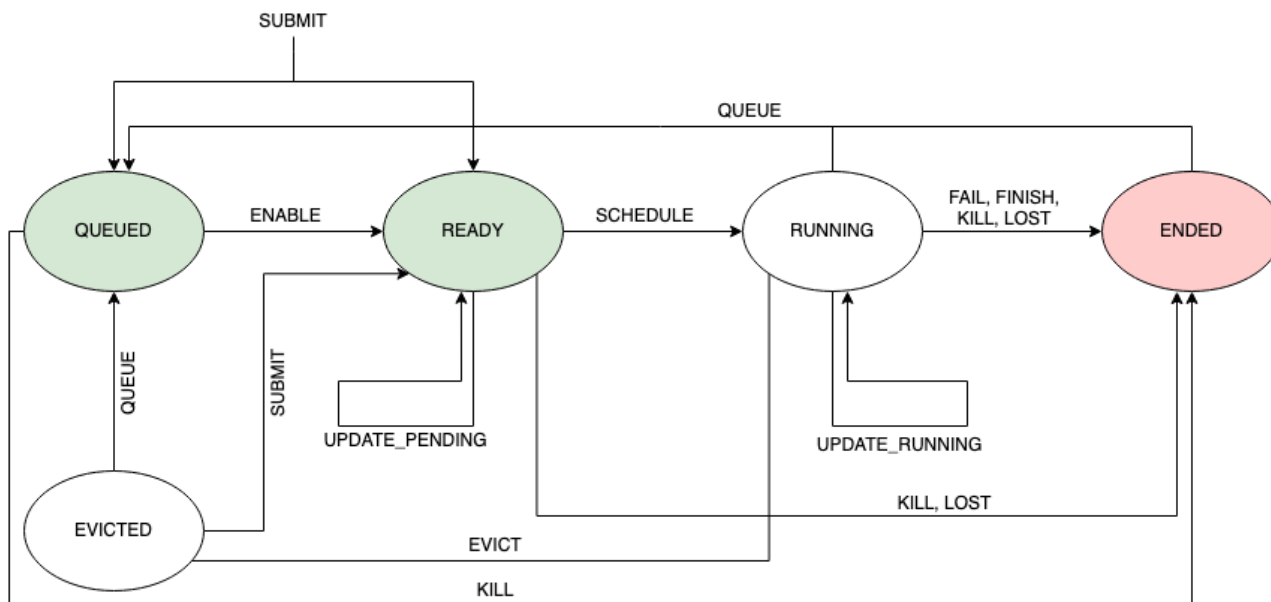 SUBMIT
QUEUE
QUEUED
ENABLE
READY
SCHEDULE
RUNNING
FAIL, FINISH,
KILL, LOST
ENDED
QUEUE
SUBMIT
UPDATE_PENDING
UPDATE_RUNNING
KILL, LOST
EVICTED
EVICT
KILL